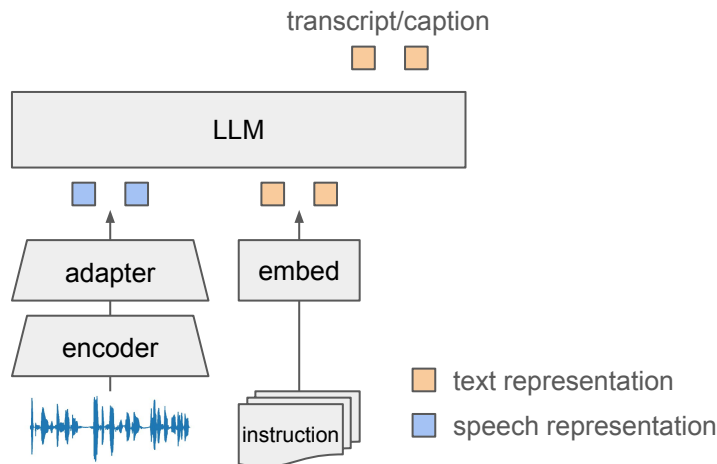 transcript/caption
LLM
adapter
embed
encoder
instruction
text representation
speech representation